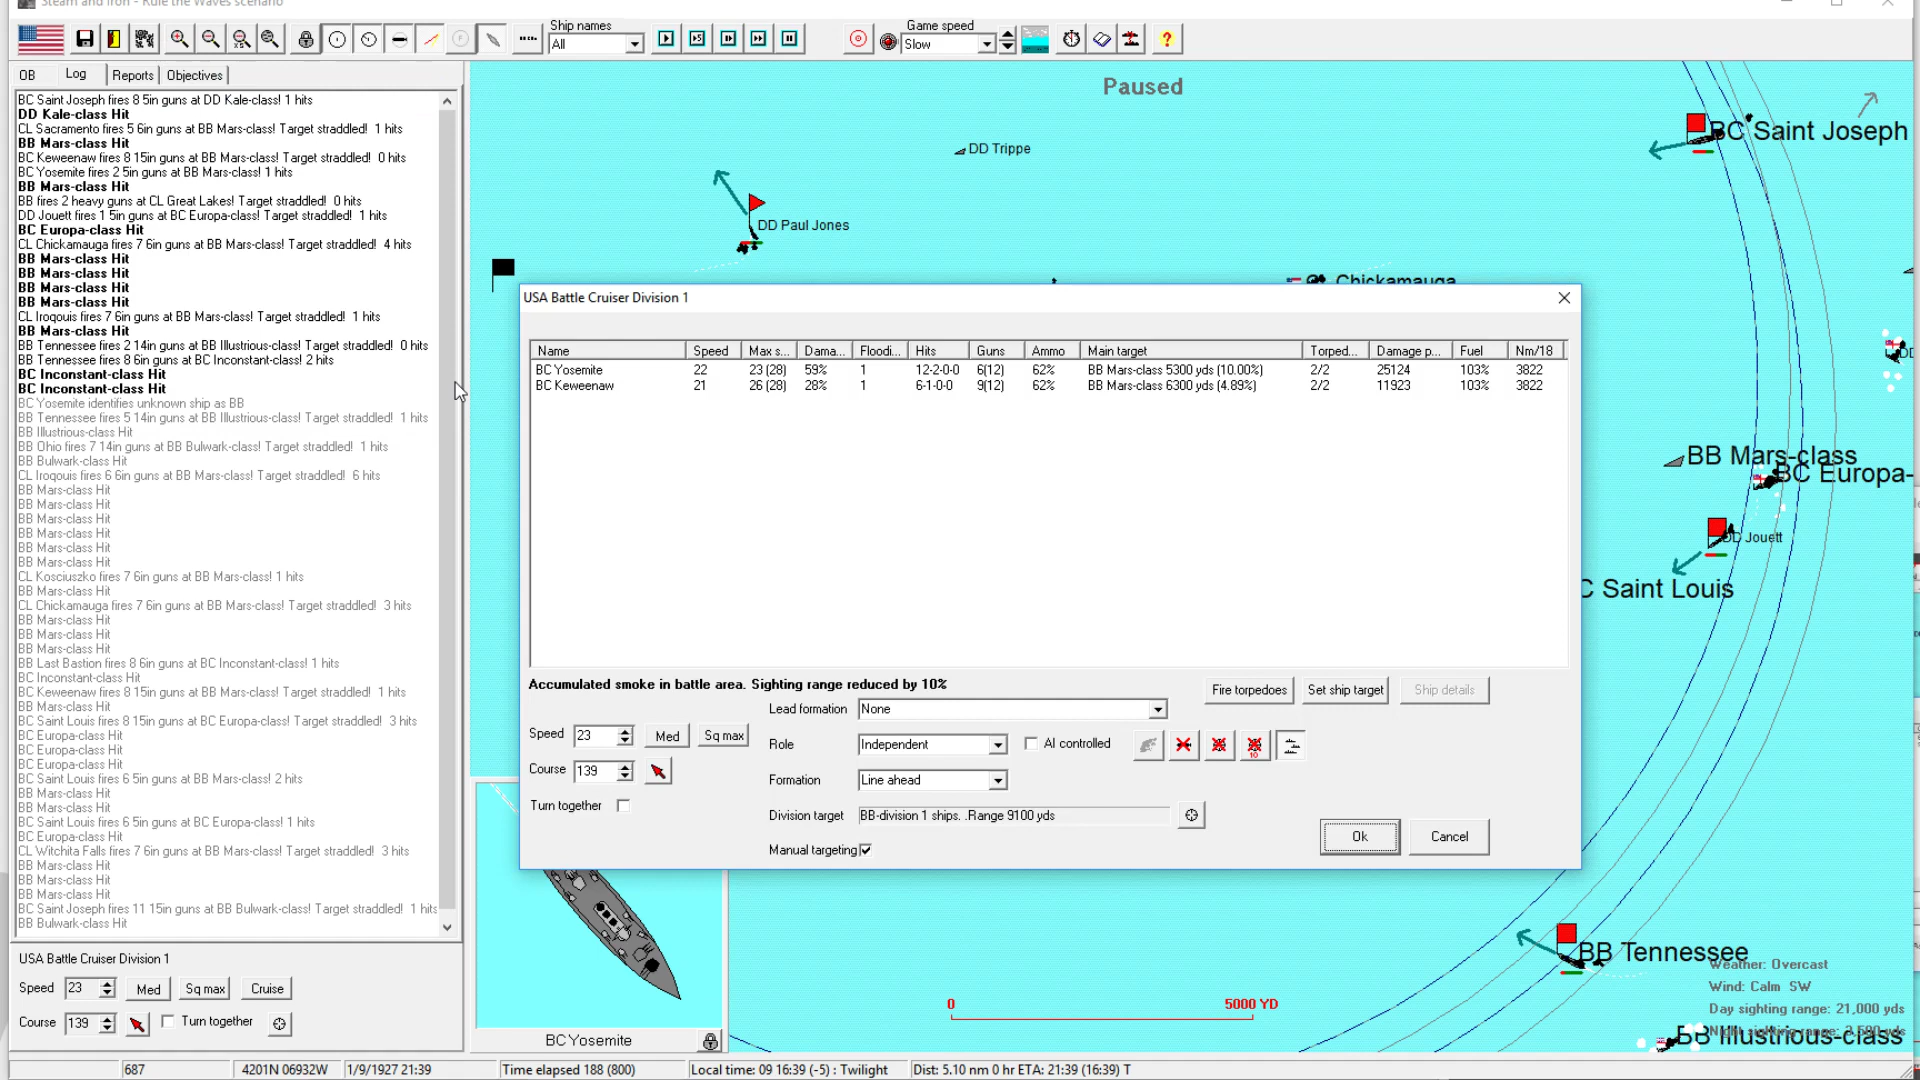 Steam and Iron - Rule the Waves scenario
Ship names
All
Game speed
Slow
OB
Log
Reports
Objectives
BC Saint Joseph fires 8 5in guns at DD Kale-class! 1 hits
DD Kale-class Hit
CL Sacramento fires 5 6in guns at BB Mars-class! Target straddled! 1 hits
BB Mars-class Hit
BC Keweenaw fires 8 15in guns at BB Mars-class! Target straddled! 0 hits
BC Yosemite fires 2 5in guns at BB Mars-class! 1 hits
BB Mars-class Hit
BB fires 2 heavy guns at CL Great Lakes! Target straddled! 0 hits
DD Jouett fires 1 5in guns at BC Europa-class! Target straddled! 1 hits
BC Europa-class Hit
CL Chickamauga fires 7 6in guns at BB Mars-class! Target straddled! 4 hits
BB Mars-class Hit
BB Mars-class Hit
BB Mars-class Hit
BB Mars-class Hit
CL Iroqouis fires 7 6in guns at BB Mars-class! Target straddled! 1 hits
BB Mars-class Hit
BB Tennessee fires 2 14in guns at BB Illustrious-class! Target straddled! 0 hits
BB Tennessee fires 8 6in guns at BC Inconstant-class! 2 hits
BC Inconstant-class Hit
BC Inconstant-class Hit
BC Yosemite identifies unknown ship as BB
BB Tennessee fires 5 14in guns at BB Illustrious-class! Target straddled! 1 hits
BB Illustrious-class Hit
BB Ohio fires 7 14in guns at BB Bulwark-class! Target straddled! 1 hits
BB Bulwark-class Hit
CL Iroqouis fires 6 6in guns at BB Mars-class! Target straddled! 6 hits
BB Mars-class Hit
BB Mars-class Hit
BB Mars-class Hit
BB Mars-class Hit
BB Mars-class Hit
BB Mars-class Hit
CL Kosciuszko fires 7 6in guns at BB Mars-class! 1 hits
BB Mars-class Hit
CL Chickamauga fires 7 6in guns at BB Mars-class! Target straddled! 3 hits
BB Mars-class Hit
BB Mars-class Hit
BB Mars-class Hit
BB Last Bastion fires 8 6in guns at BC Inconstant-class! 1 hits
BC Inconstant-class Hit
BC Keweenaw fires 8 15in guns at BB Mars-class! Target straddled! 1 hits
BB Mars-class Hit
BC Saint Louis fires 8 15in guns at BC Europa-class! Target straddled! 3 hits
BC Europa-class Hit
BC Europa-class Hit
BC Europa-class Hit
BC Saint Louis fires 6 5in guns at BB Mars-class! 2 hits
BB Mars-class Hit
BB Mars-class Hit
BC Saint Louis fires 6 5in guns at BC Europa-class! 1 hits
BC Europa-class Hit
CL Witchita Falls fires 7 6in guns at BB Mars-class! Target straddled! 3 hits
BB Mars-class Hit
BB Mars-class Hit
BB Mars-class Hit
BC Saint Joseph fires 11 15in guns at BB Bulwark-class! Target straddled! 1 hits
BB Bulwark-class Hit
USA Battle Cruiser Division 1
Speed 23 Med Sq max Cruise
Course 139 Turn together
Paused
DD Trippe
DD Paul Jones
BC Saint Joseph
Chickamauga
BB Mars-class
BC Europa-
DD Jouett
C Saint Louis
BB Tennessee
USA Battle Cruiser Division 1
Name Speed Max s... Dama... Floodi... Hits Guns Ammo Main target Torped... Damage p... Fuel Nm/18
BC Yosemite 22 23 (28) 59% 1 12-2-0-0 6(12) 62% BB Mars-class 5300 yds (10.00%) 2/2 25124 103% 3822
BC Keweenaw 21 26 (28) 28% 1 6-1-0-0 9(12) 62% BB Mars-class 6300 yds (4.89%) 2/2 11923 103% 3822
Accumulated smoke in battle area. Sighting range reduced by 10%
Fire torpedoes
Set ship target
Ship details
Lead formation None
Speed 23 Med Sq max
Role Independent
AI controlled
10
Course 139
Formation Line ahead
Turn together
Division target BB-division 1 ships. .Range 9100 yds
Manual targeting
Ok
Cancel
0 5000 YD
Weather: Overcast
Wind: Calm SW
Day sighting range: 21,000 yds
Night sighting range: 3,500 yds
BB Illustrious-class
BC Yosemite
687
4201N 06932W
1/9/1927 21:39
Time elapsed 188 (800)
Local time: 09 16:39 (-5) : Twilight
Dist: 5.10 nm 0 hr ETA: 21:39 (16:39) T